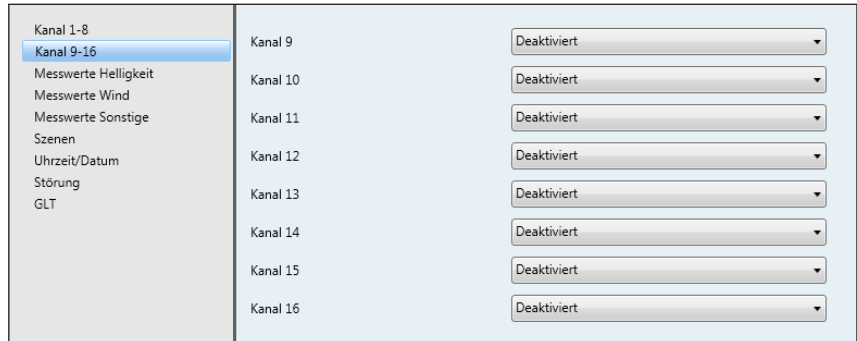 Kanal 1-8
Kanal 9-16
Messwerte Helligkeit
Messwerte Wind
Messwerte Sonstige
Szenen
Uhrzeit/Datum
Störung
GLT
Kanal 9 Deaktiviert
Kanal 10 Deaktiviert
Kanal 11 Deaktiviert
Kanal 12 Deaktiviert
Kanal 13 Deaktiviert
Kanal 14 Deaktiviert
Kanal 15 Deaktiviert
Kanal 16 Deaktiviert